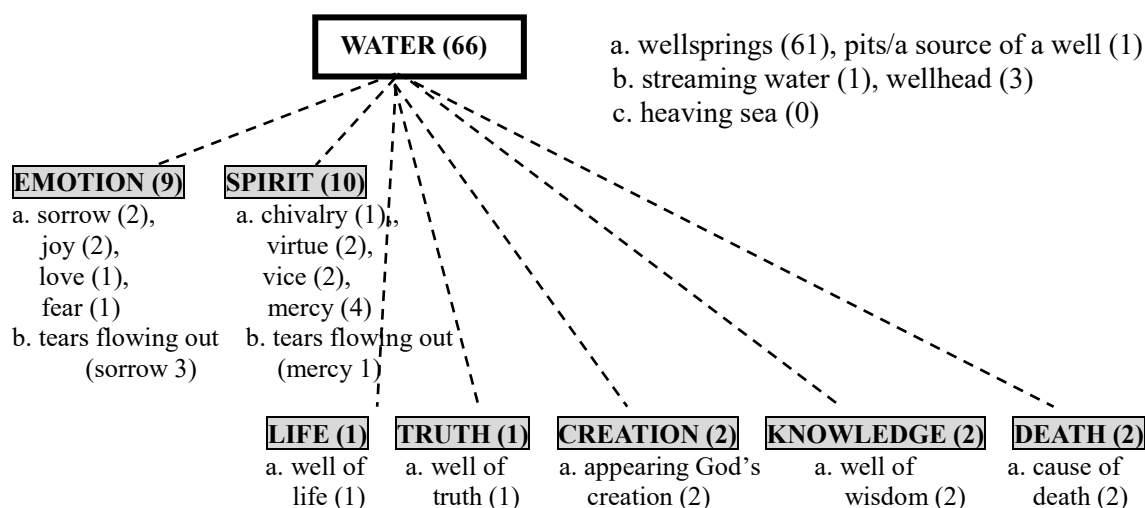 WATER (66)
a. wellsprings (61), pits/a source of a well (1)
b. streaming water (1), wellhead (3)
c. heaving sea (0)
EMOTION (9)
a. sorrow (2),
joy (2),
love (1),
fear (1)
b. tears flowing out
(sorrow 3)
SPIRIT (10)
a. chivalry (1),,
virtue (2),
vice (2),
mercy (4)
b. tears flowing out
(mercy 1)
LIFE (1)
a. well of
life (1)
TRUTH (1)
a. well of
truth (1)
CREATION (2)
a. appearing God’s
creation (2)
KNOWLEDGE (2)
a. well of
wisdom (2)
DEATH (2)
a. cause of
death (2)